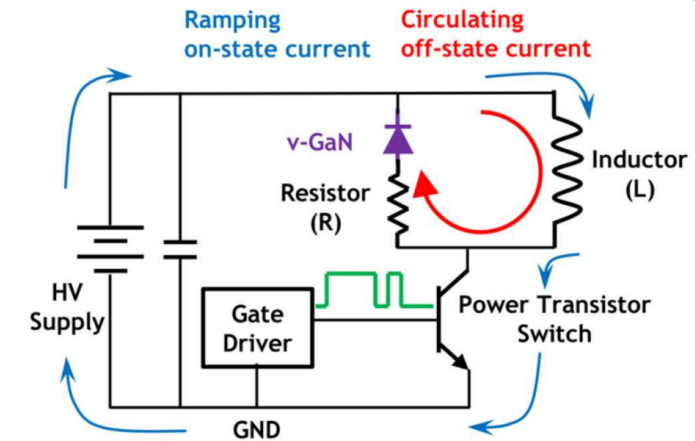 Ramping
on-state current
Circulating
off-state current
v-GaN
Resistor
(R)
Inductor
(L)
HV
Supply
Gate
Driver
Power Transistor
Switch
GND